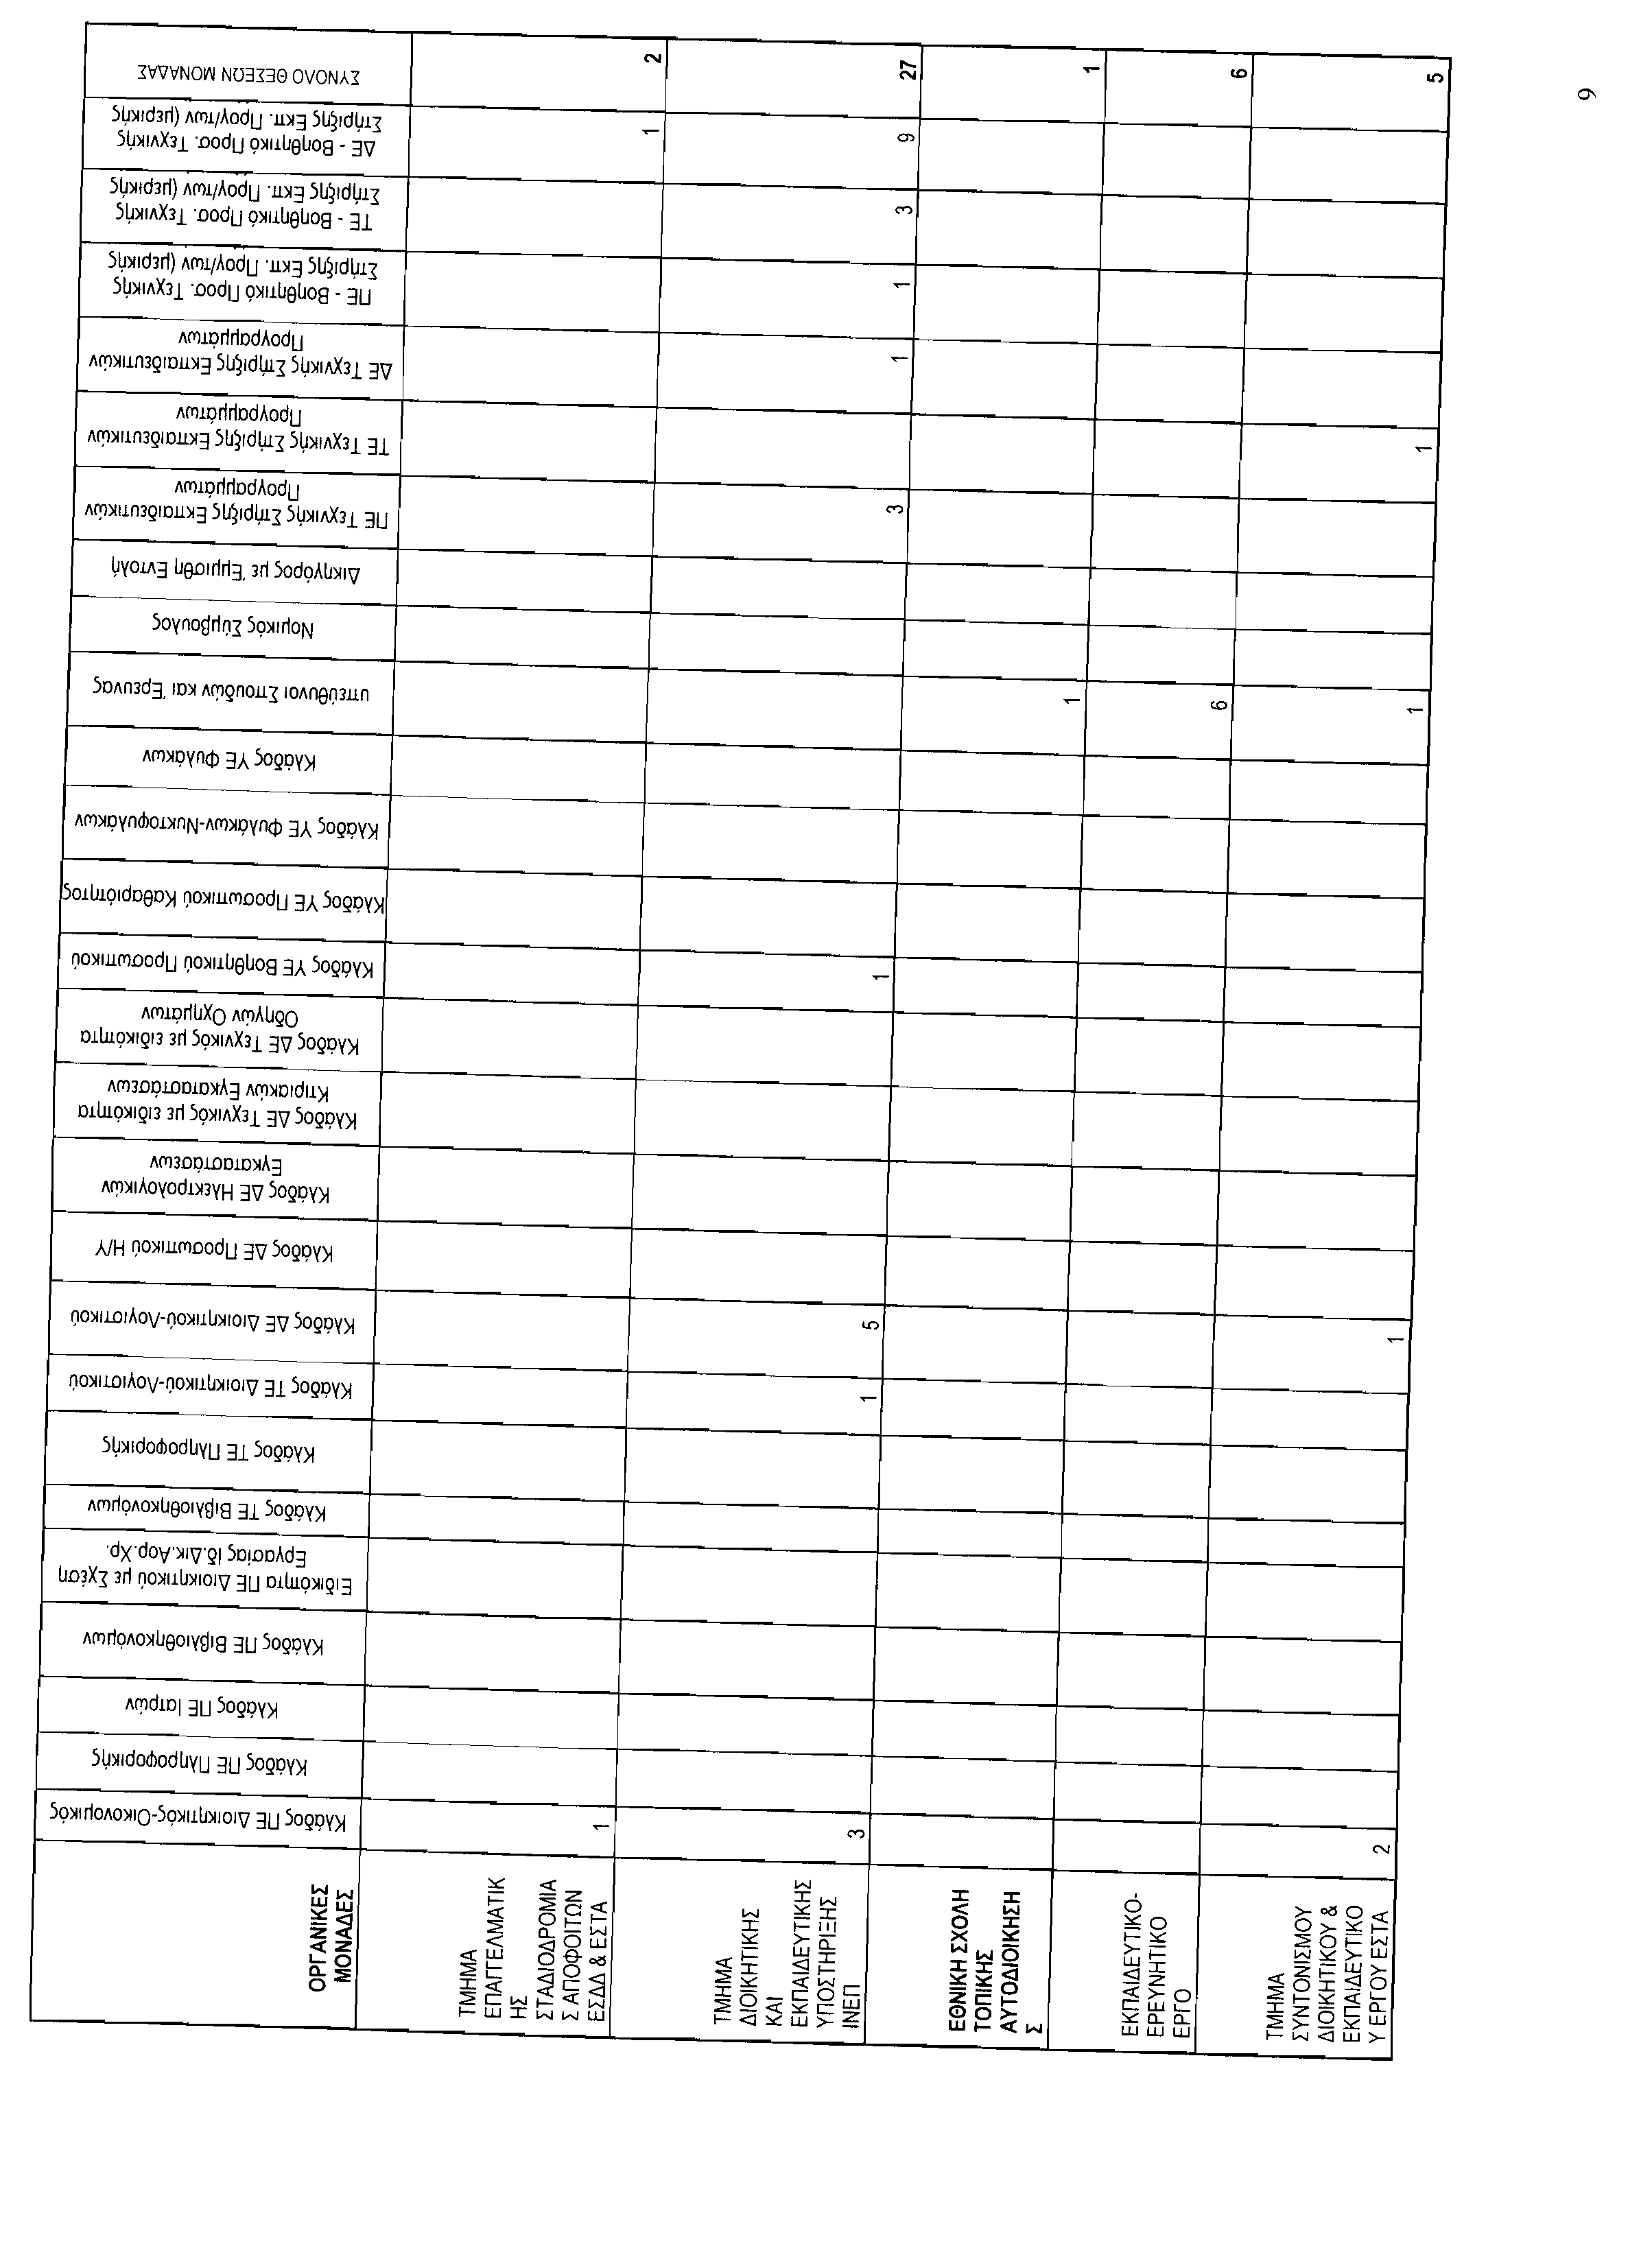 ΟΡΓΑΝΙΚΕΣ
ΜΟΝΑΔΕΣ
Κλάδος ΠΕ Διοικητικός-Οικονομικός
Κλάδος ΠΕ Πληροφορικής
Κλάδος ΠΕ Ιατρών
Κλάδος ΠΕ Βιβλιοθηκονόμων
Ειδικότητα ΠΕ Διοικητικού με Σχέση
Εργασίας Ιδ.Δικ.Αορ.Χρ.
Κλάδος ΤΕ Βιβλιοθηκονόμων
Κλάδος ΤΕ Πληροφορικής
Κλάδος ΤΕ Διοικητικού-Λογιστικού
Κλάδος ΔΕ Διοικητικού-Λογιστικού
Κλάδος ΔΕ Προσωπικού Η/Υ
Κλάδος ΔΕ Ηλεκτρολογικών
Εγκαταστάσεων
Κλάδος ΔΕ Τεχνικός με ειδικότητα
Κτιριακών Εγκαταστάσεων
Κλάδος ΔΕ Τεχνικός με ειδικότητα
Οδηγών Οχημάτων
Κλάδος ΥΕ Βοηθητικού Προσωπικού
Κλάδος ΥΕ Προσωπικού Καθαριότητος
Κλάδος ΥΕ Φυλάκων-Νυκτοφυλάκων
Κλάδος ΥΕ Φυλάκων
υπεύθυνοι Σπουδών και Έρευνας
Νομικός Σύμβουλος
Δικηγόρος με Έμμισθη Εντολή
ΠΕ Τεχνικής Στήριξης Εκπαιδευτικών
Προγραμμάτων
ΤΕ Τεχνικής Στήριξης Εκπαιδευτικών
Προγραμμάτων
ΔΕ Τεχνικής Στήριξης Εκπαιδευτικών
Προγραμμάτων
ΠΕ - Βοηθητικό Προσ. Τεχνικής
Στήριξης Εκπ. Προγ/των (μερικής
ΤΕ - Βοηθητικό Προσ. Τεχνικής
Στήριξης Εκπ. Προγ/των (μερικής
ΔΕ - Βοηθητικό Προσ. Τεχνικής
Στήριξης Εκπ. Προγ/των (μερικής
ΣΥΝΟΛΟ ΘΕΣΕΩΝ ΜΟΝΑΔΑΣ
ΤΜΗΜΑ
ΕΠΑΓΓΕΛΜΑΤΙΚ
ΗΣ
ΣΤΑΔΙΟΔΡΟΜΙΑ
Σ ΑΠΟΦΟΙΤΩΝ
ΕΣΔΔ & ΕΣΤΑ
1
1
2
ΤΜΗΜΑ
ΔΙΟΙΚΗΤΙΚΗΣ
ΚΑΙ
ΕΚΠΑΙΔΕΥΤΙΚΗΣ
ΥΠΟΣΤΗΡΙΞΗΣ
ΙΝΕΠ
3
1
5
1
3
1
1
3
9
27
ΕΘΝΙΚΗ ΣΧΟΛΗ
ΤΟΠΙΚΗΣ
ΑΥΤΟΔΙΟΙΚΗΣΗ
Σ
1
1
ΕΚΠΑΙΔΕΥΤΙΚΟ-
ΕΡΕΥΝΗΤΙΚΟ
ΕΡΓΟ
6
6
ΤΜΗΜΑ
ΣΥΝΤΟΝΙΣΜΟΥ
ΔΙΟΙΚΗΤΙΚΟΥ &
ΕΚΠΑΙΔΕΥΤΙΚΟ
Υ ΕΡΓΟΥ ΕΣΤΑ
2
1
1
1
5
9